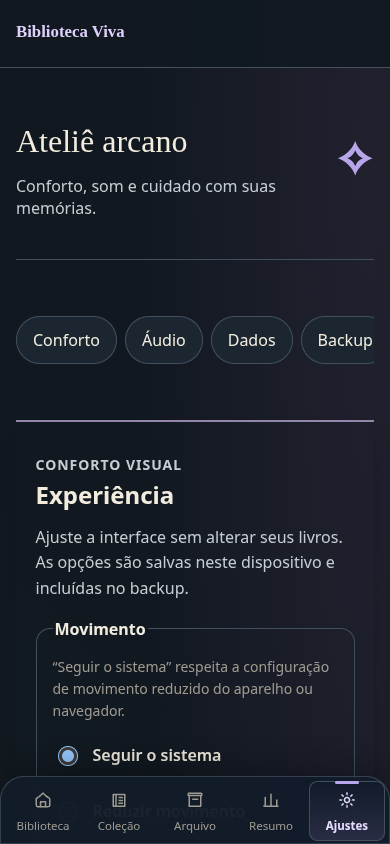 Biblioteca Viva
Ateliê arcano
Conforto, som e cuidado com suas
memórias.
Conforto
Áudio
Dados
Backup
CONFORTO VISUAL
Experiência
Ajuste a interface sem alterar seus livros.
As opções são salvas neste dispositivo e
incluídas no backup.
Movimento
“Seguir o sistema” respeita a configuração
de movimento reduzido do aparelho ou
navegador.
Seguir o sistema
Reduzir movimento
Biblioteca
Coleção
Arquivo
Resumo
Ajustes